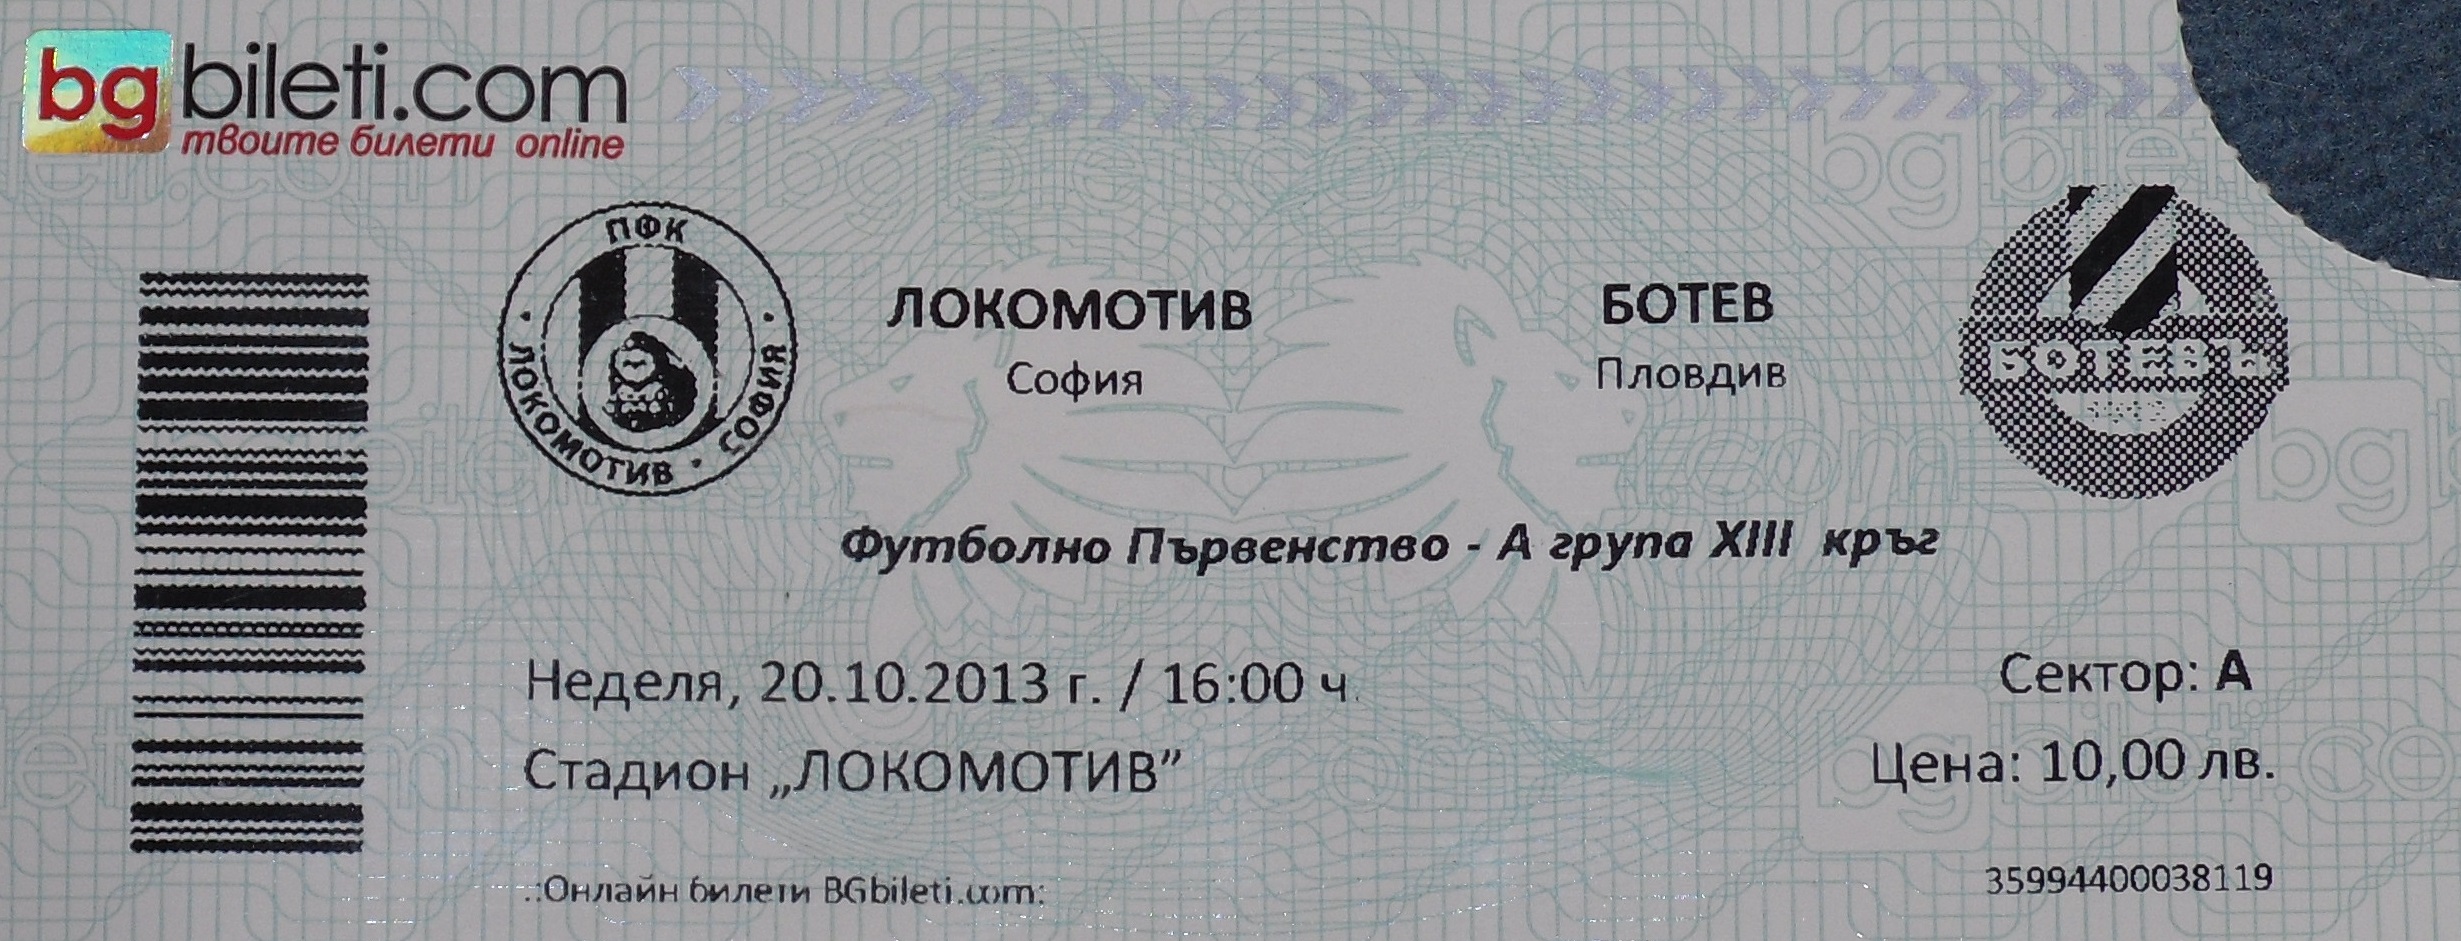 bgbileti.com
твоите билети online
ПФК
ЛОКОМОТИВ · СОФИЯ
ЛОКОМОТИВ
София
БОТЕВ
Пловдив
БОТЕВЪ
Футболно Първенство - А група XIII кръг
Неделя, 20.10.2013 г. / 16:00 ч.
Сектор: А
Стадион „ЛОКОМОТИВ”
Цена: 10,00 лв.
.:Онлайн билети BGbileti.com:
35994400038119